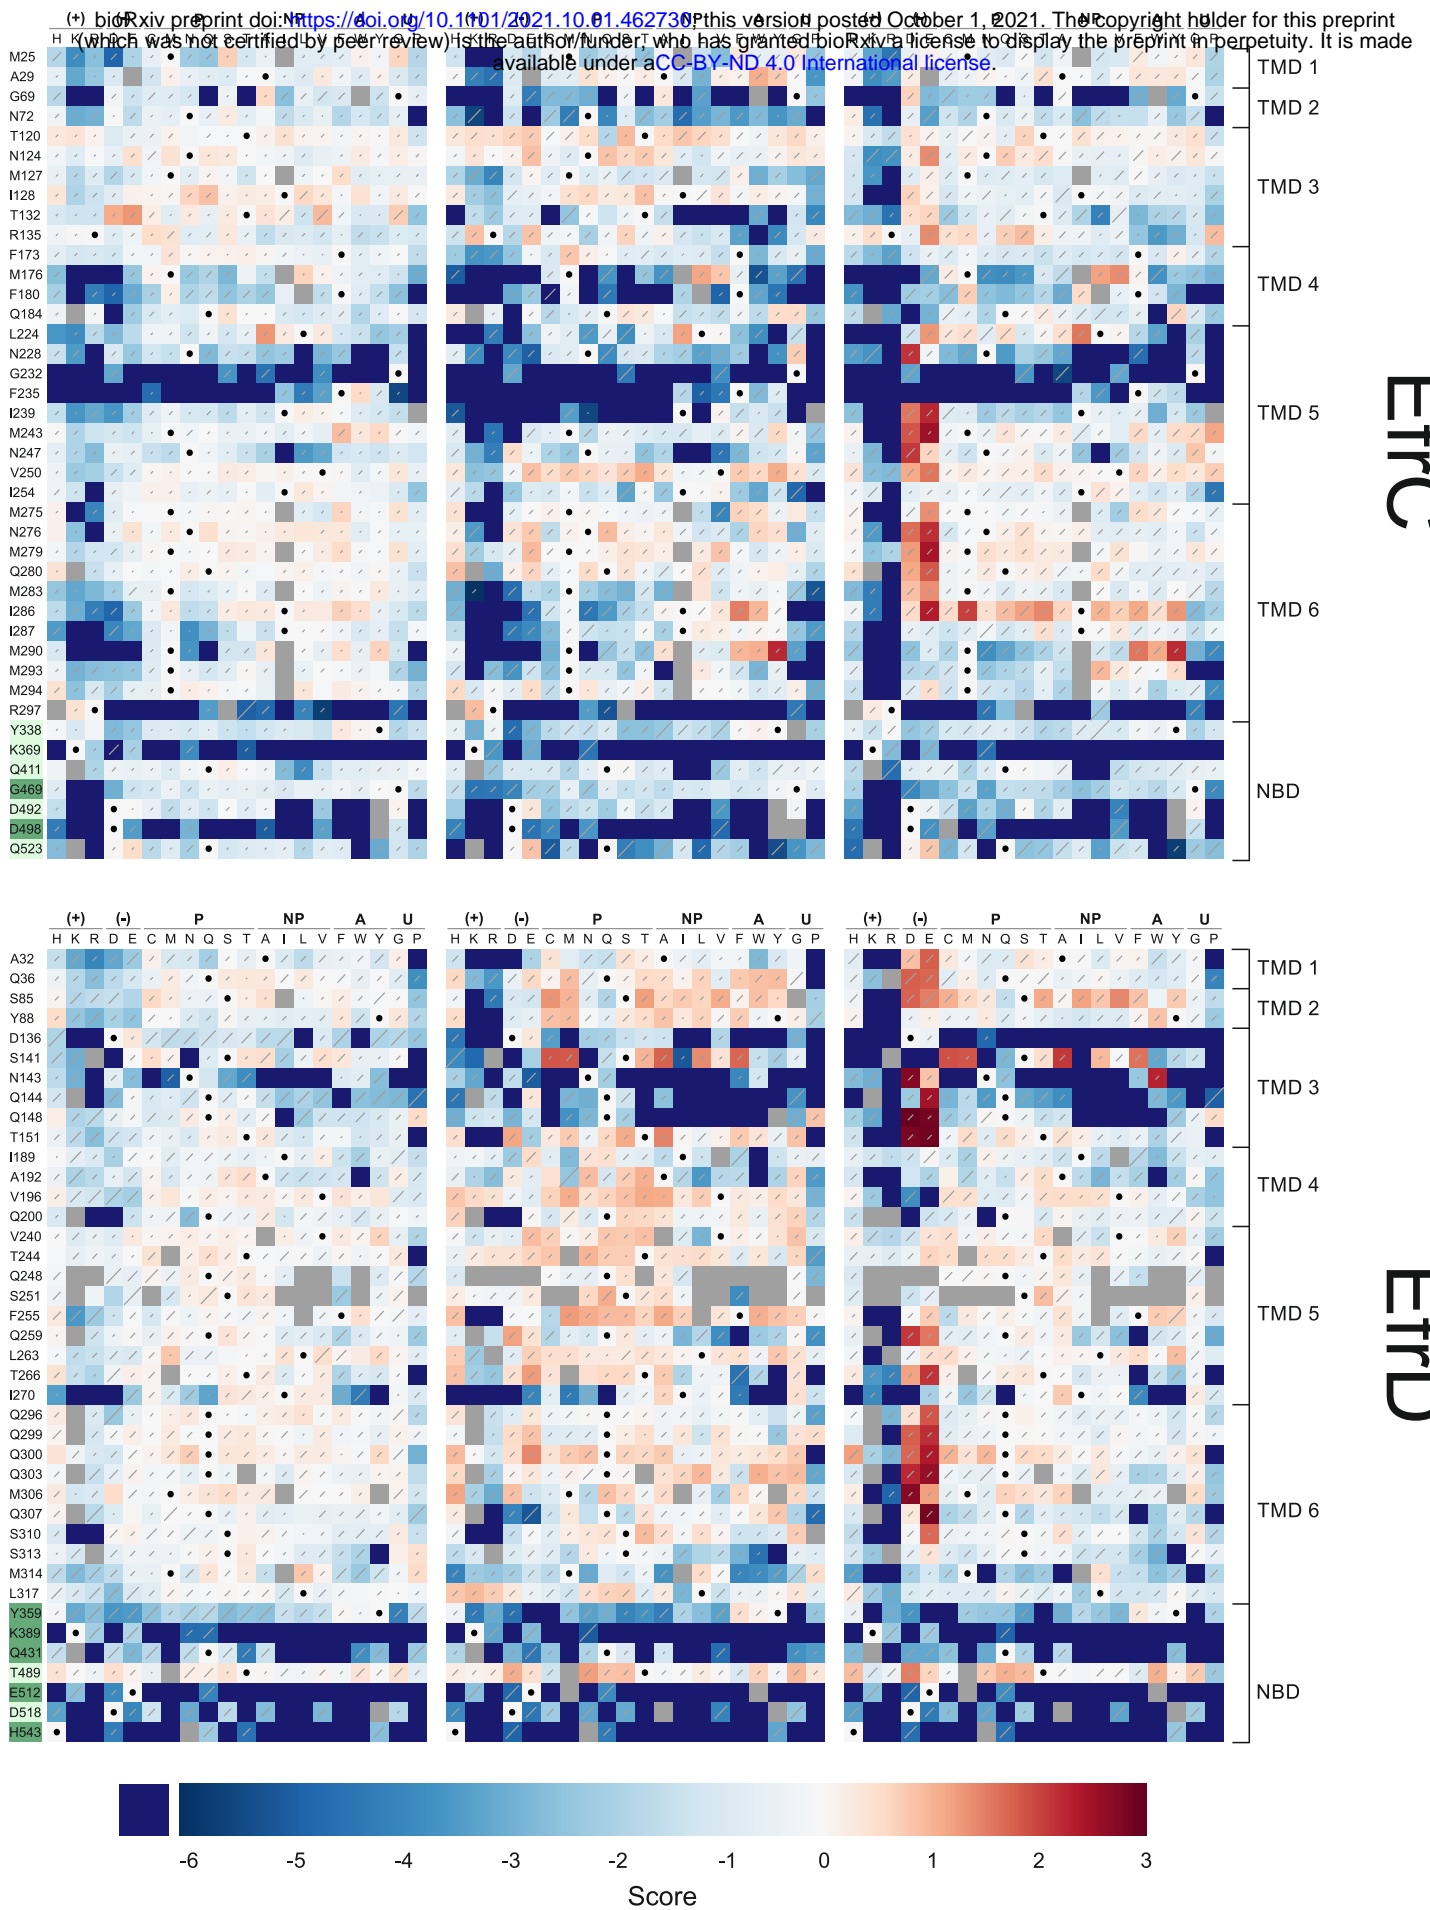 bioRxiv preprint doi: https://doi.org/10.1101/2021.10.01.462730; this version posted October 1, 2021. The copyright holder for this preprint
(which was not certified by peer review) is the author/funder, who has granted bioRxiv a license to display the preprint in perpetuity. It is made
available under aCC-BY-ND 4.0 International license.
M25
A29
G69
N72
T120
N124
M127
I128
T132
R135
F173
M176
F180
Q184
L224
N228
G232
F235
I239
M243
N247
V250
I254
M275
N276
M279
Q280
M283
I286
I287
M290
M293
M294
R297
Y338
K369
Q411
G469
D492
D498
Q523
TMD 1
TMD 2
TMD 3
TMD 4
TMD 5
TMD 6
NBD
EfrC
(+) (-) P NP A U (+) (-) P NP A U (+) (-) P NP A U
H K R D E C M N Q S T A I L V F W Y G P H K R D E C M N Q S T A I L V F W Y G P H K R D E C M N Q S T A I L V F W Y G P
A32
Q36
S85
Y88
D136
S141
N143
Q144
Q148
T151
I189
A192
V196
Q200
V240
T244
Q248
S251
F255
Q259
L263
T266
I270
Q296
Q299
Q300
Q303
M306
Q307
S310
S313
M314
L317
Y359
K389
Q431
T489
E512
D518
H543
TMD 1
TMD 2
TMD 3
TMD 4
TMD 5
TMD 6
NBD
EfrD
-6 -5 -4 -3 -2 -1 0 1 2 3
Score